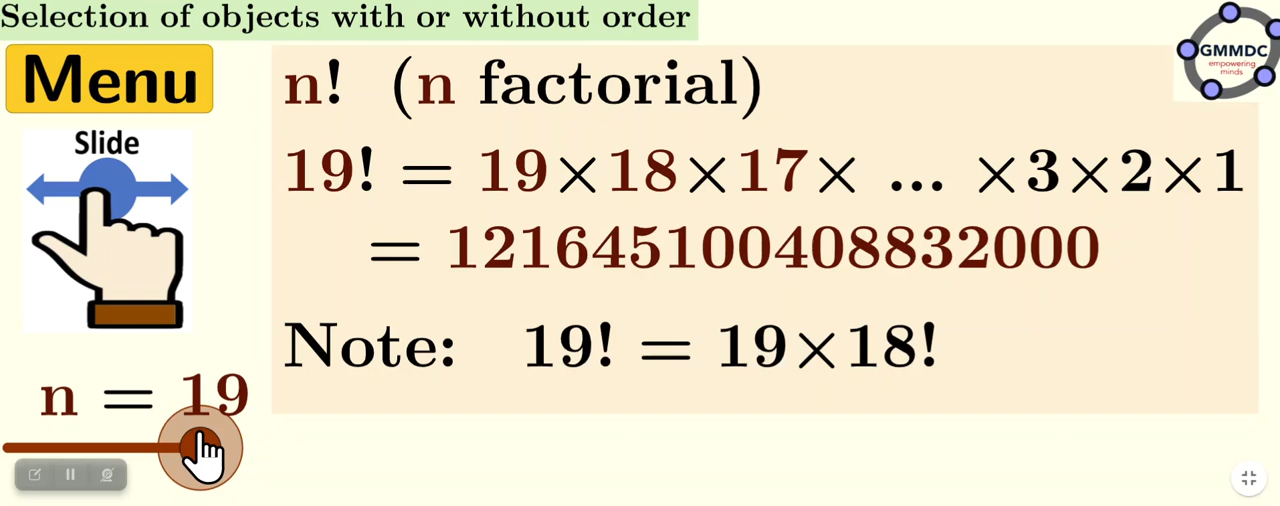 Selection of objects with or without order
Menu
GMMDC
empowering
minds
n! (n factorial)
Slide
19! = 19×18×17× ... ×3×2×1
= 121645100408832000
Note: 19! = 19×18!
n = 19